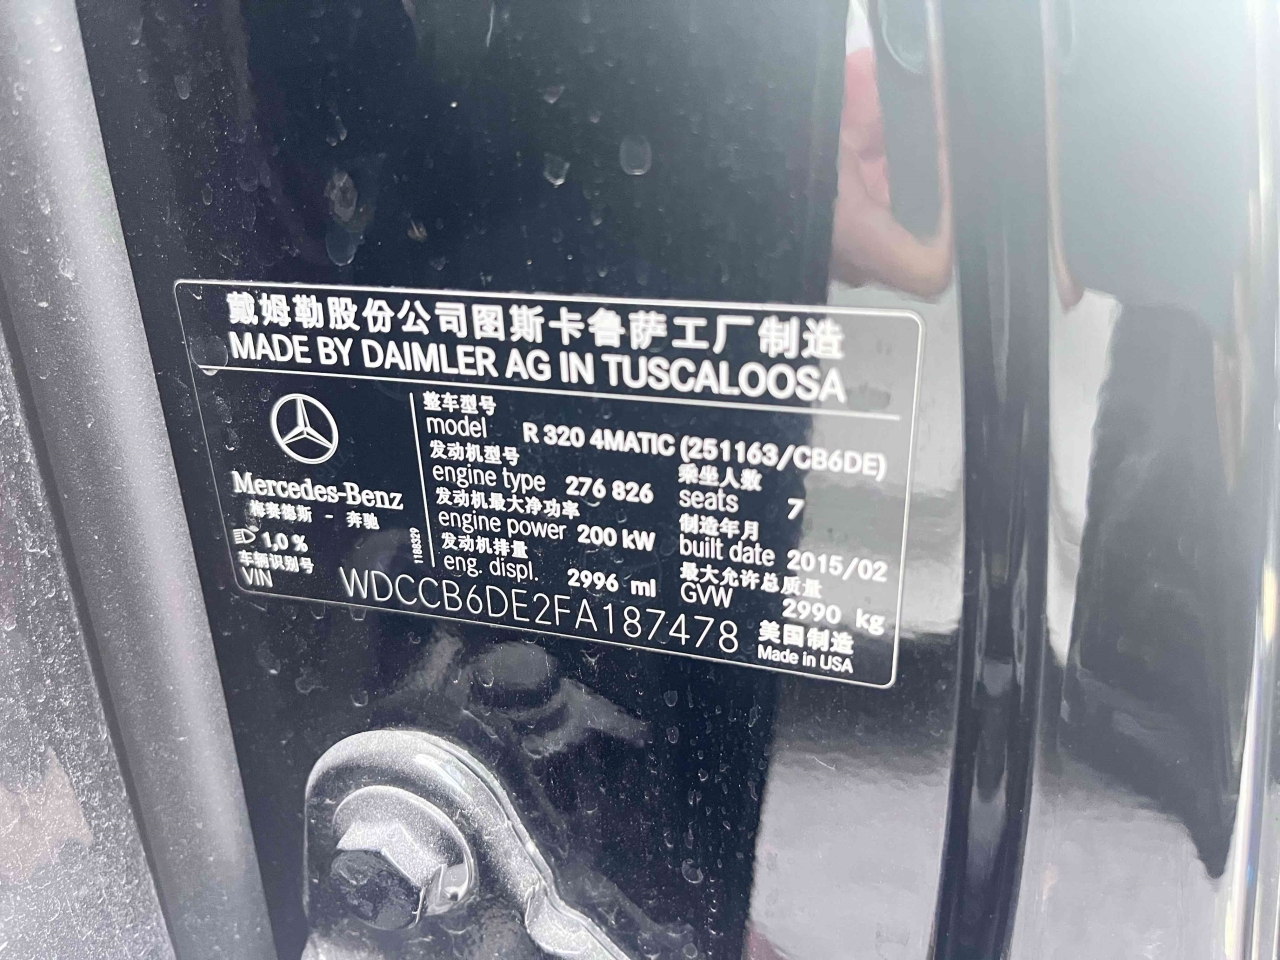 戴姆勒股份公司图斯卡鲁萨工厂制造
MADE BY DAIMLER AG IN TUSCALOOSA
Mercedes-Benz
梅赛德斯 - 奔驰
1,0 %
1188329
整车型号
model R 320 4MATIC (251163/CB6DE)
发动机型号 乘坐人数
engine type 276 826 seats 7
发动机最大净功率 制造年月
engine power 200 kW built date 2015/02
发动机排量 最大允许总质量
eng. displ. 2996 ml GVW 2990 kg
车辆识别号
VIN WDCCB6DE2FA187478
美国制造
Made in USA